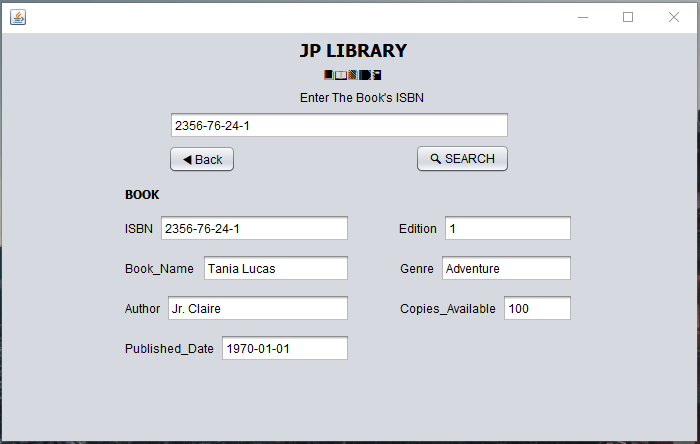 JP LIBRARY
Enter The Book's ISBN
2356-76-24-1
Back SEARCH
BOOK
ISBN 2356-76-24-1 Edition 1
Book_Name Tania Lucas Genre Adventure
Author Jr. Claire Copies_Available 100
Published_Date 1970-01-01